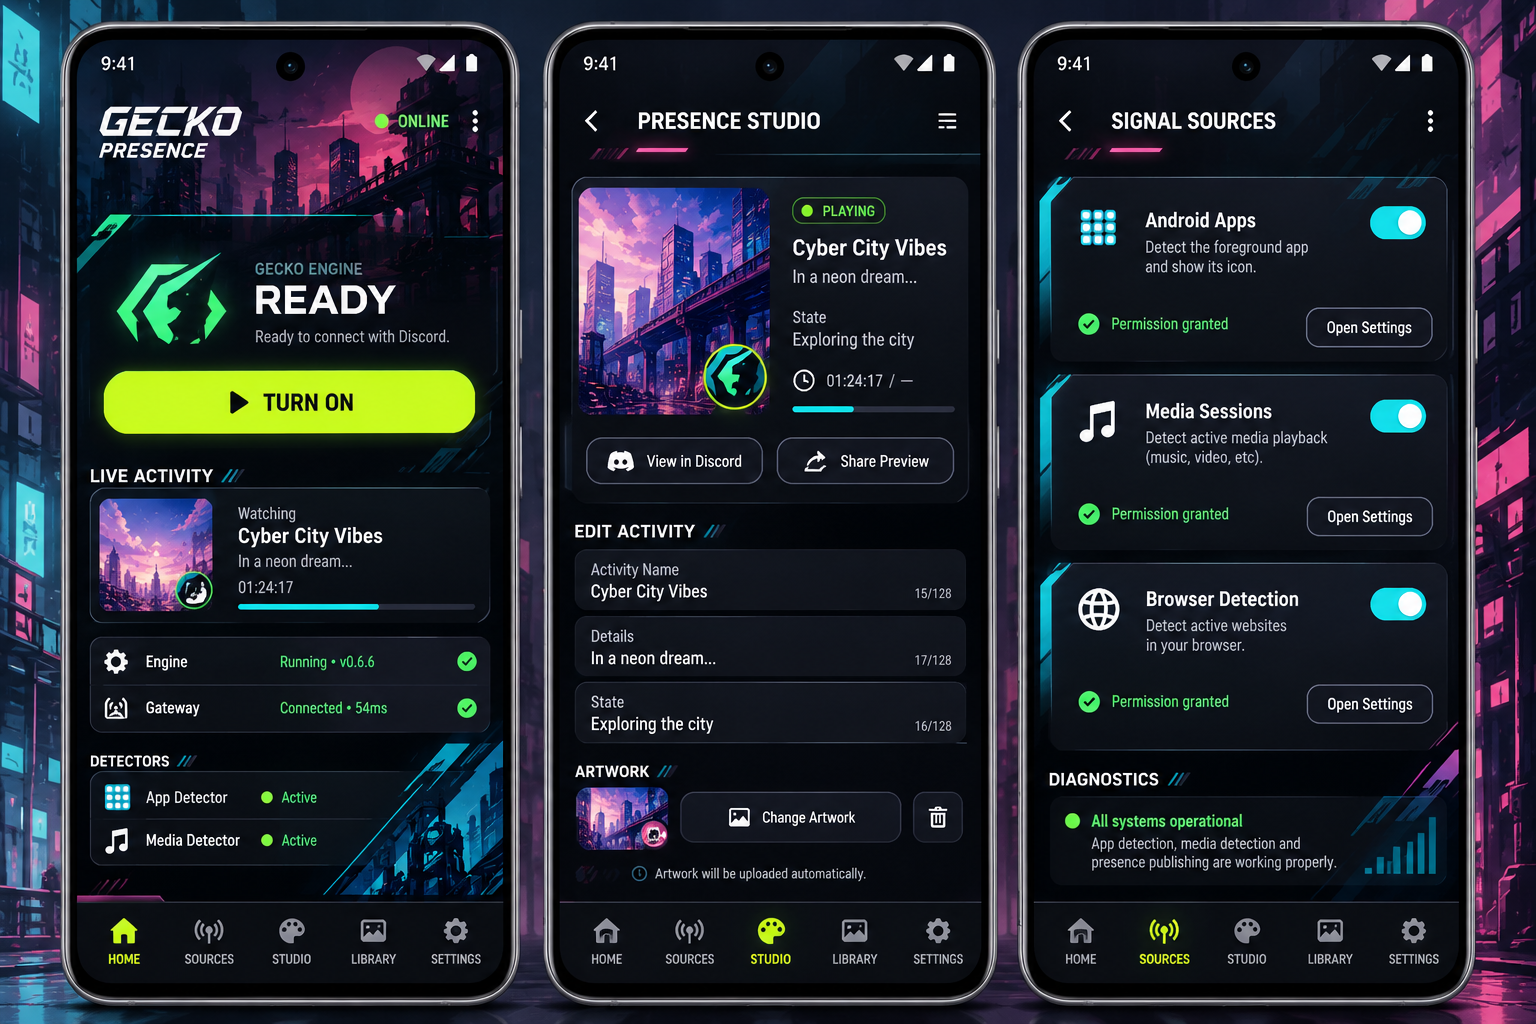 9:41
GECKO
PRESENCE
ONLINE
GECKO ENGINE
READY
Ready to connect with Discord.
TURN ON
LIVE ACTIVITY
Watching
Cyber City Vibes
In a neon dream...
01:24:17
Engine
Running • v0.6.6
Gateway
Connected • 54ms
DETECTORS
App Detector
Active
Media Detector
Active
HOME
SOURCES
STUDIO
LIBRARY
SETTINGS
9:41
PRESENCE STUDIO
PLAYING
Cyber City Vibes
In a neon dream...
State
Exploring the city
01:24:17 / —
View in Discord
Share Preview
EDIT ACTIVITY
Activity Name
Cyber City Vibes
15/128
Details
In a neon dream...
17/128
State
Exploring the city
16/128
ARTWORK
Change Artwork
Artwork will be uploaded automatically.
HOME
SOURCES
STUDIO
LIBRARY
SETTINGS
9:41
SIGNAL SOURCES
Android Apps
Detect the foreground app
and show its icon.
Permission granted
Open Settings
Media Sessions
Detect active media playback
(music, video, etc).
Permission granted
Open Settings
Browser Detection
Detect active websites
in your browser.
Permission granted
Open Settings
DIAGNOSTICS
All systems operational
App detection, media detection and
presence publishing are working properly.
HOME
SOURCES
STUDIO
LIBRARY
SETTINGS